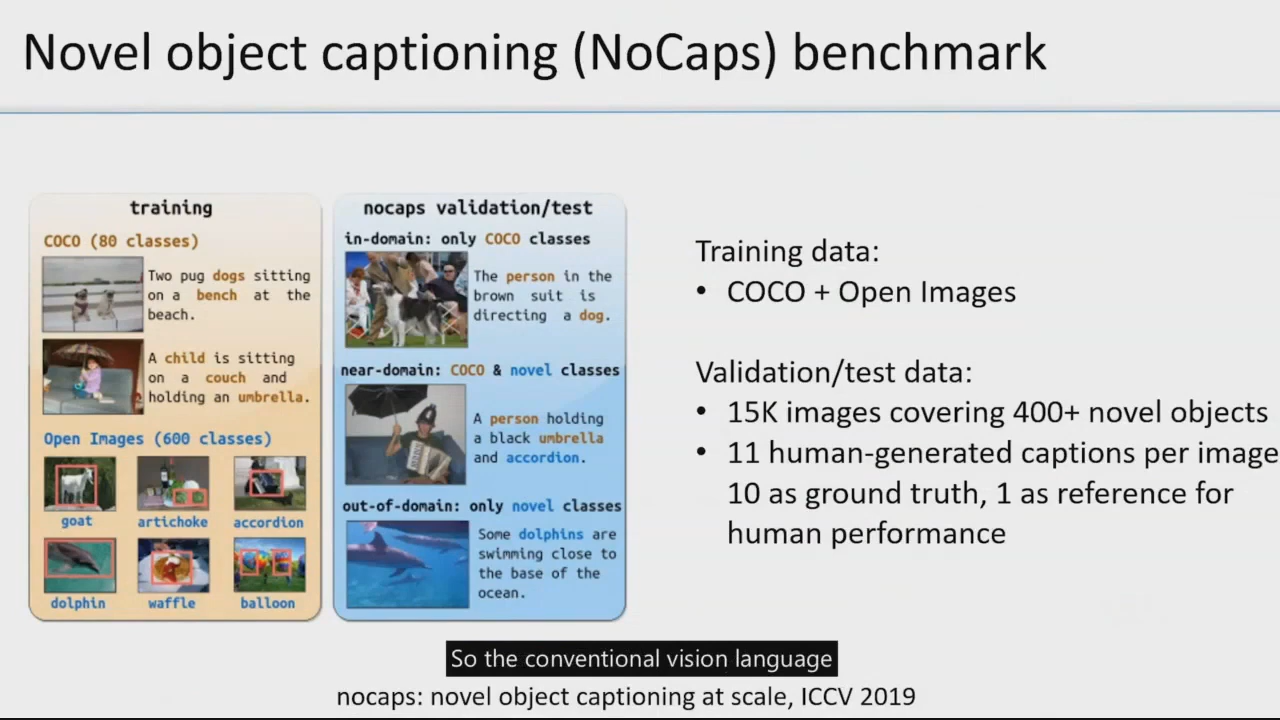 Novel object captioning (NoCaps) benchmark
training
COCO (80 classes)
Two pug dogs sitting
on a bench at the
beach.
A child is sitting
on a couch and
holding an umbrella.
Open Images (600 classes)
goat artichoke accordion
dolphin waffle balloon
nocaps validation/test
in-domain: only COCO classes
The person in the
brown suit is
directing a dog.
near-domain: COCO & novel classes
A person holding
a black umbrella
and accordion.
out-of-domain: only novel classes
Some dolphins are
swimming close to
the base of the
ocean.
Training data:
• COCO + Open Images
Validation/test data:
• 15K images covering 400+ novel objects
• 11 human-generated captions per image
10 as ground truth, 1 as reference for
human performance
So the conventional vision language
nocaps: novel object captioning at scale, ICCV 2019